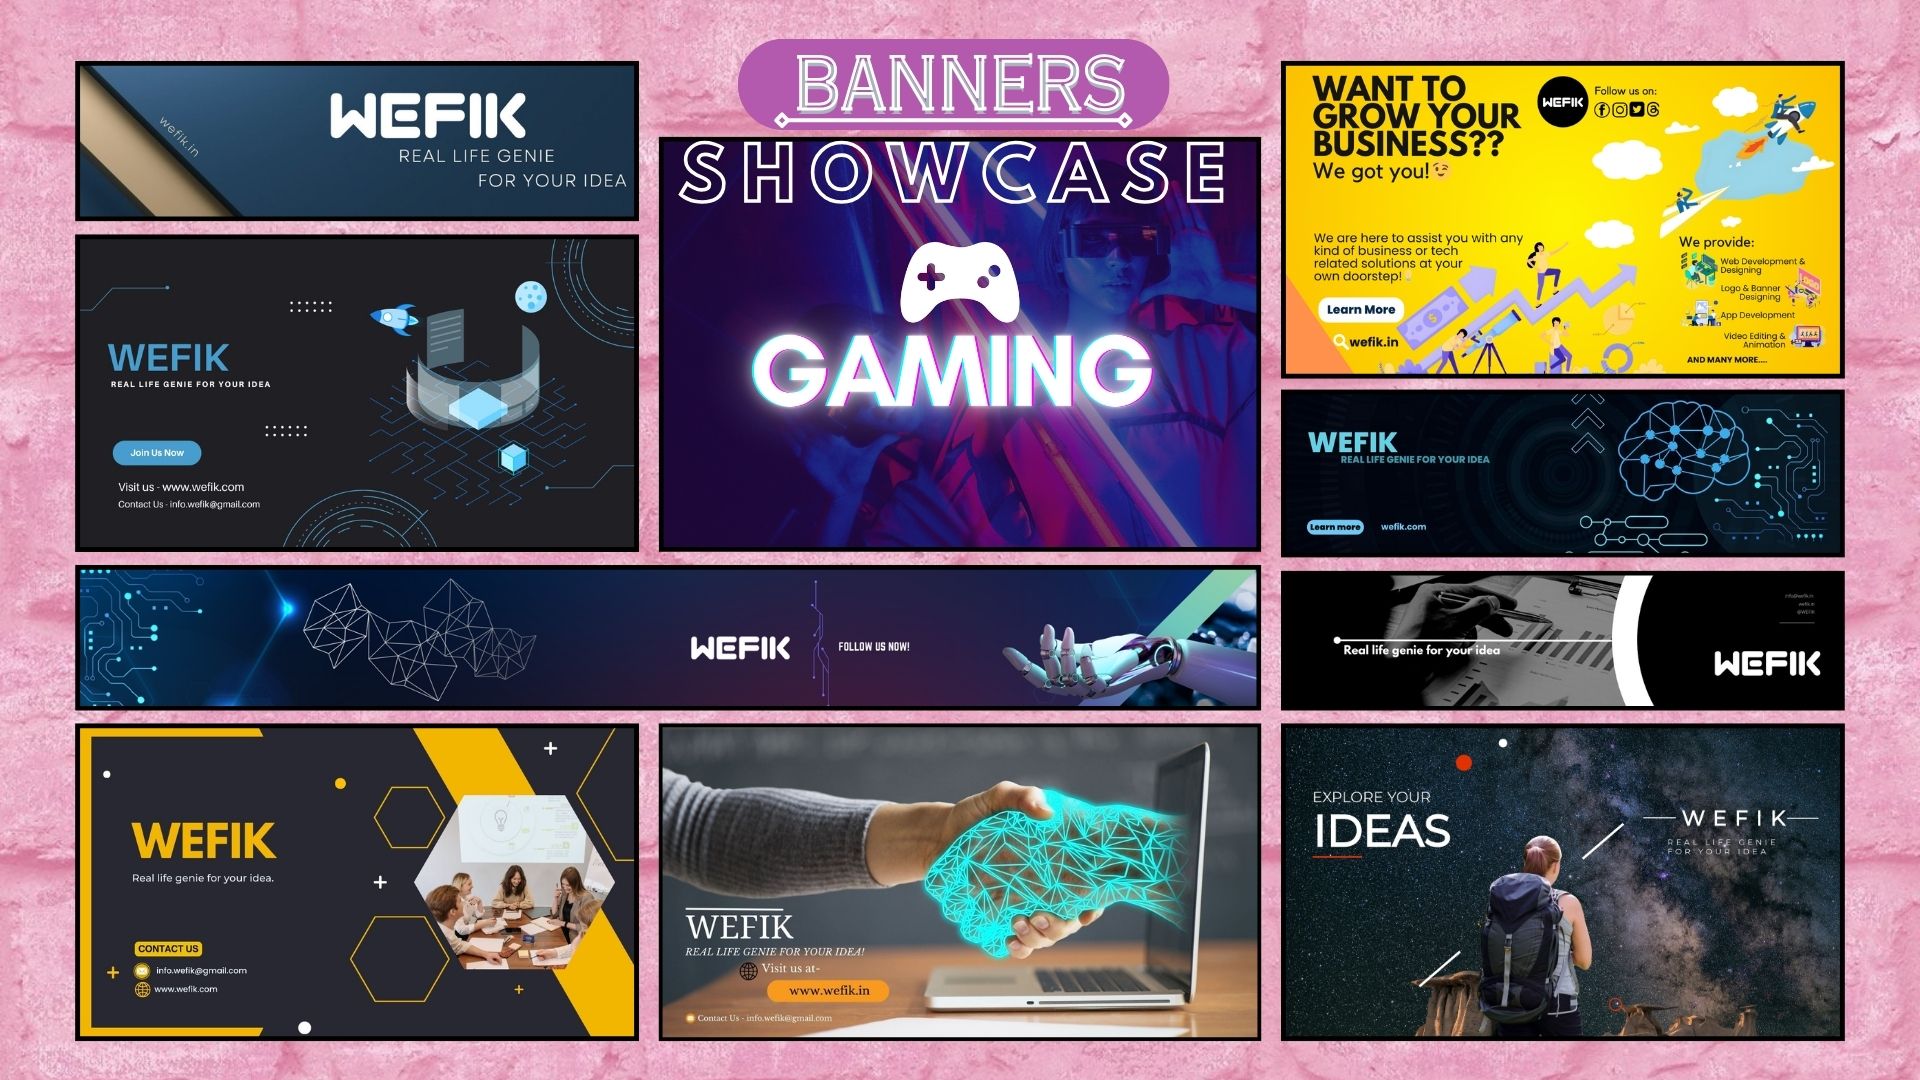 BANNERS
WEFIK
REAL LIFE GENIE
FOR YOUR IDEA
wefik.in
SHOWCASE
GAMING
WANT TO
GROW YOUR
BUSINESS??
We got you!😉
WEFIK
Follow us on:
We are here to assist you with any
kind of business or tech
related solutions at your
own doorstep!
Learn More
wefik.in
We provide:
Web Development &
Designing
Logo & Banner
Designing
App Development
Video Editing &
Animation
AND MANY MORE....
WEFIK
REAL LIFE GENIE FOR YOUR IDEA
Join Us Now
Visit us - www.wefik.com
Contact Us - info.wefik@gmail.com
WEFIK
REAL LIFE GENIE FOR YOUR IDEA
Learn more
wefik.com
WEFIK
FOLLOW US NOW!
Real life genie for your idea
info@wefik.in
wefik.in
@WEFIK
WEFIK
WEFIK
Real life genie for your idea.
CONTACT US
info.wefik@gmail.com
www.wefik.com
WEFIK
REAL LIFE GENIE FOR YOUR IDEA!
Visit us at-
www.wefik.in
Contact Us - info.wefik@gmail.com
EXPLORE YOUR
IDEAS
WEFIK
REAL LIFE GENIE
FOR YOUR IDEA